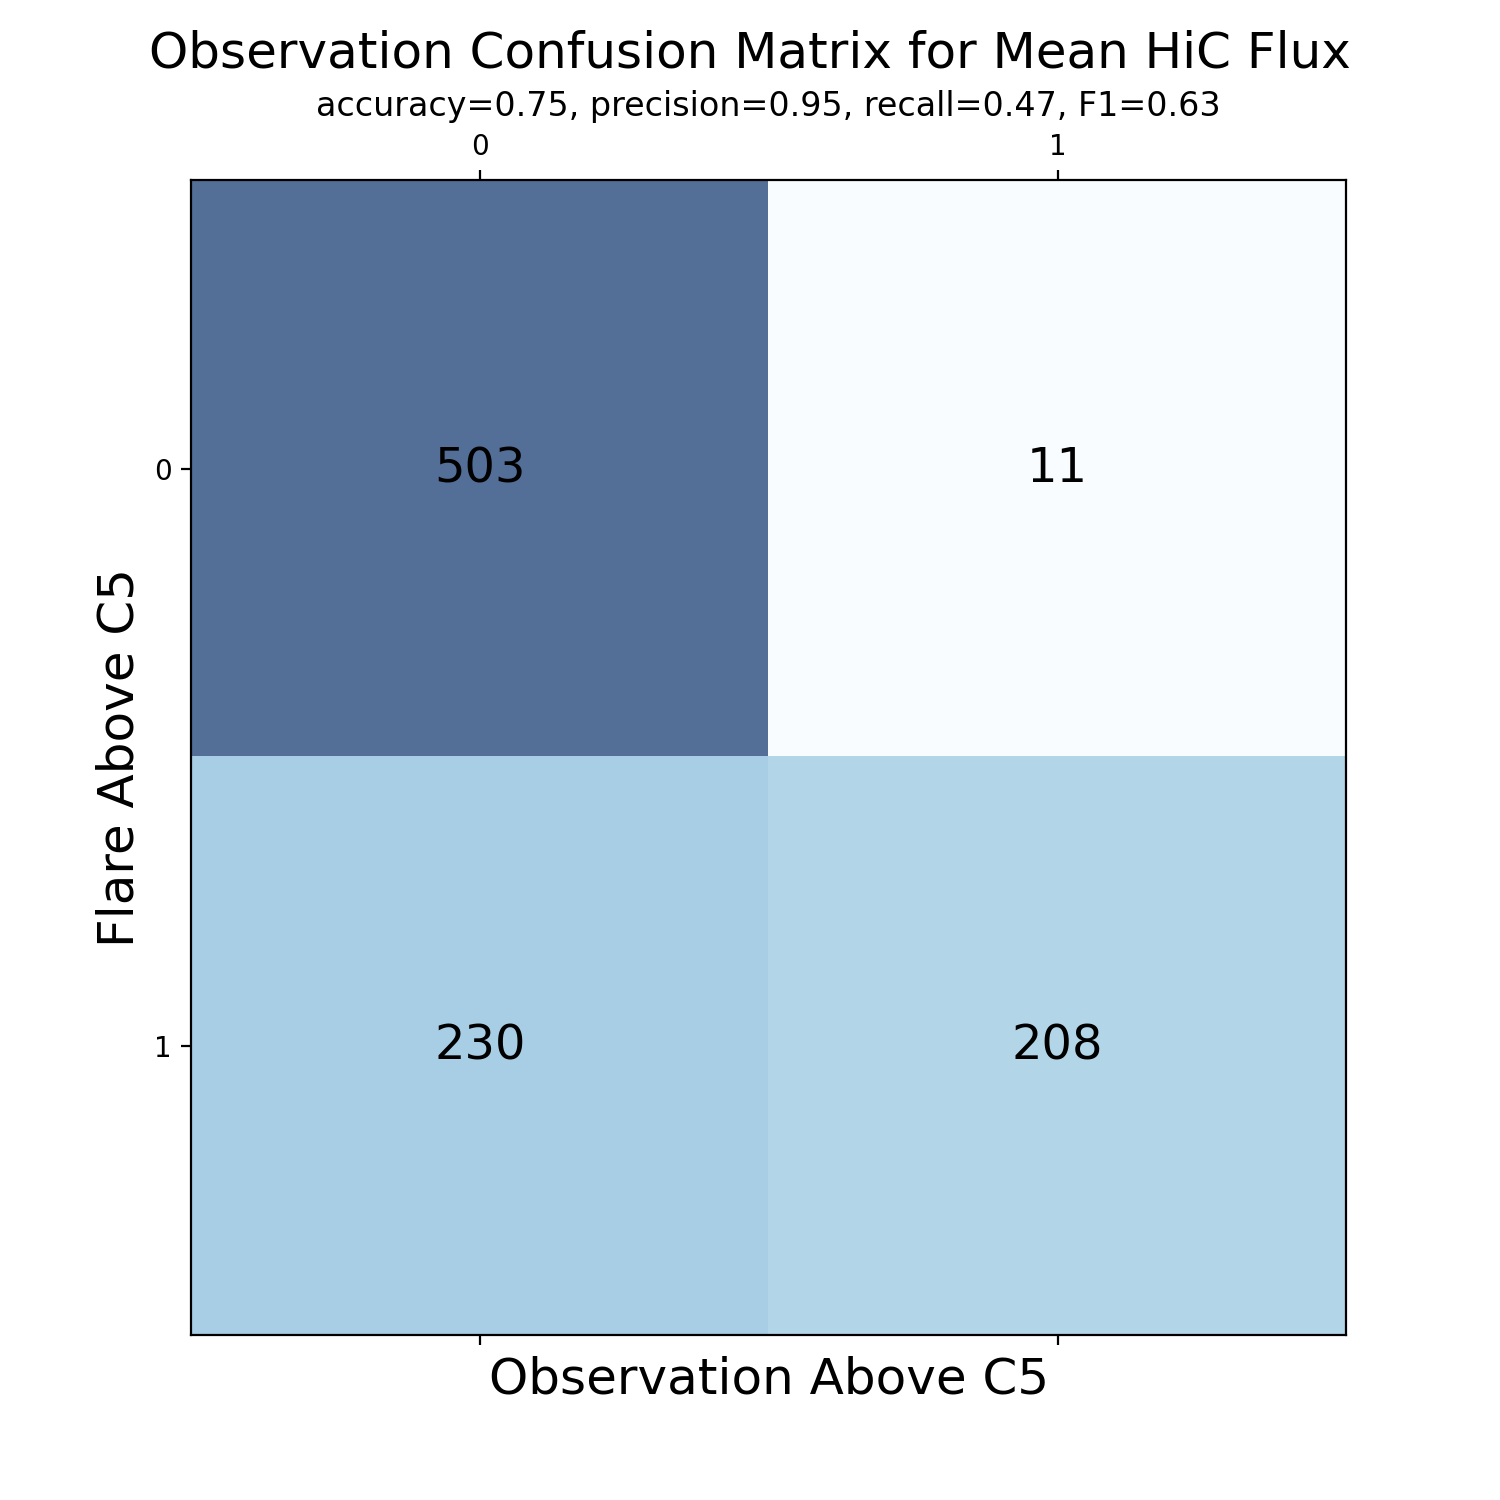 Observation Confusion Matrix for Mean HiC Flux
accuracy=0.75, precision=0.95, recall=0.47, F1=0.63
0 1
0 503 11
Flare Above C5
1 230 208
Observation Above C5